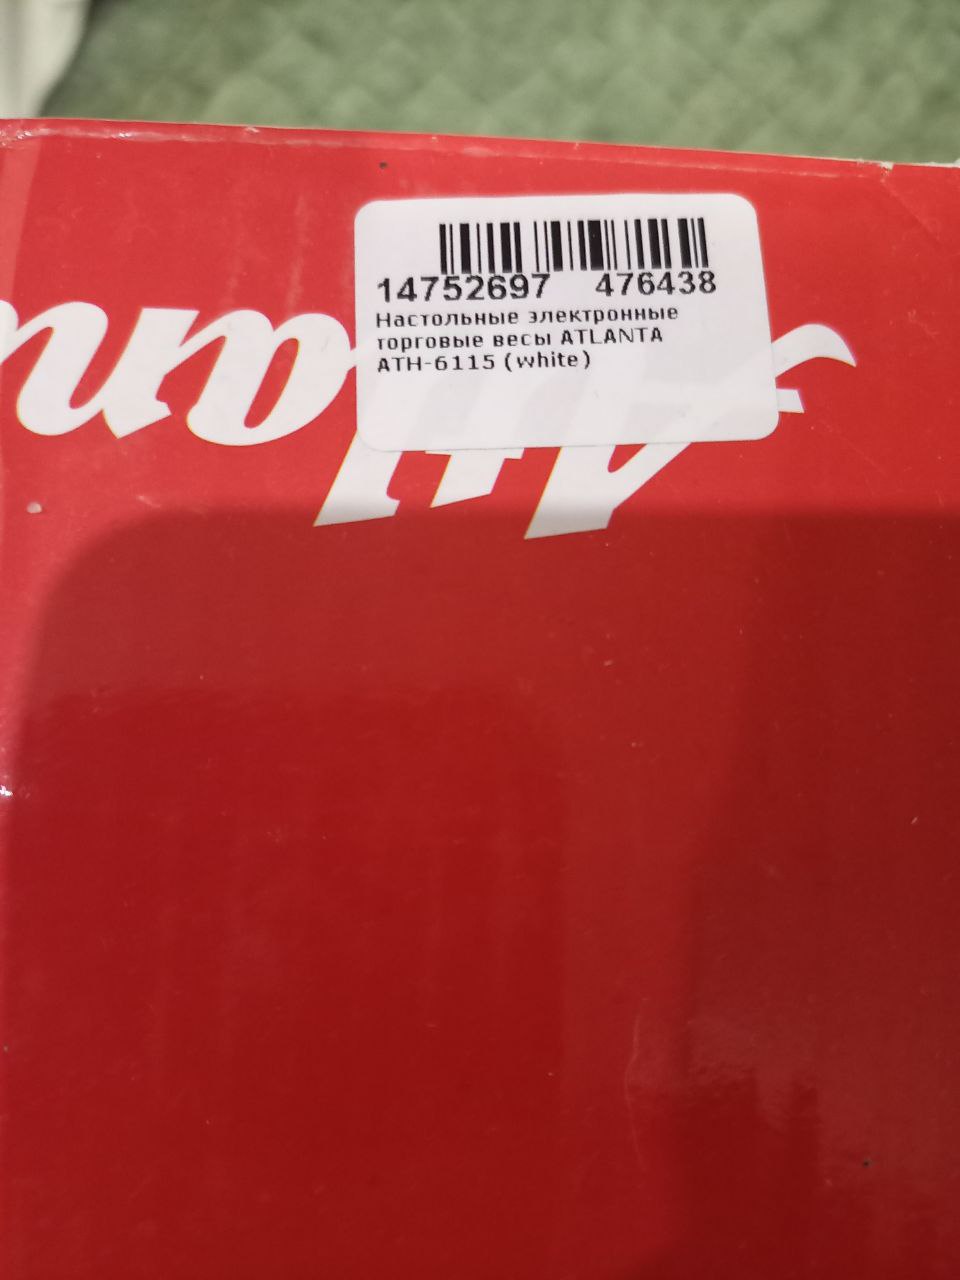 14752697 476438
Настольные электронные
торговые весы ATLANTA
ATH-6115 (white)